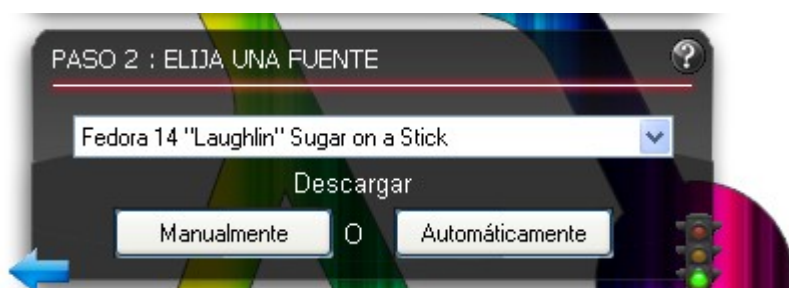 PASO 2 : ELIJA UNA FUENTE
?
Fedora 14 "Laughlin" Sugar on a Stick
Descargar
Manualmente O Automáticamente